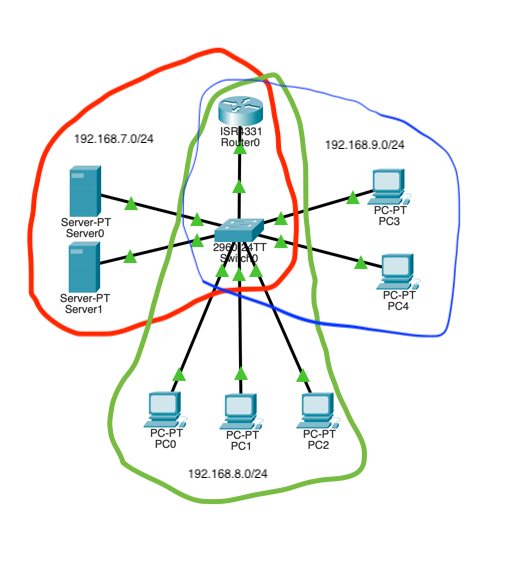 ISR4331
Router0
192.168.7.0/24
192.168.9.0/24
Server-PT
Server0
PC-PT
PC3
2960-24TT
Switch0
Server-PT
Server1
PC-PT
PC4
PC-PT
PC0
PC-PT
PC1
PC-PT
PC2
192.168.8.0/24